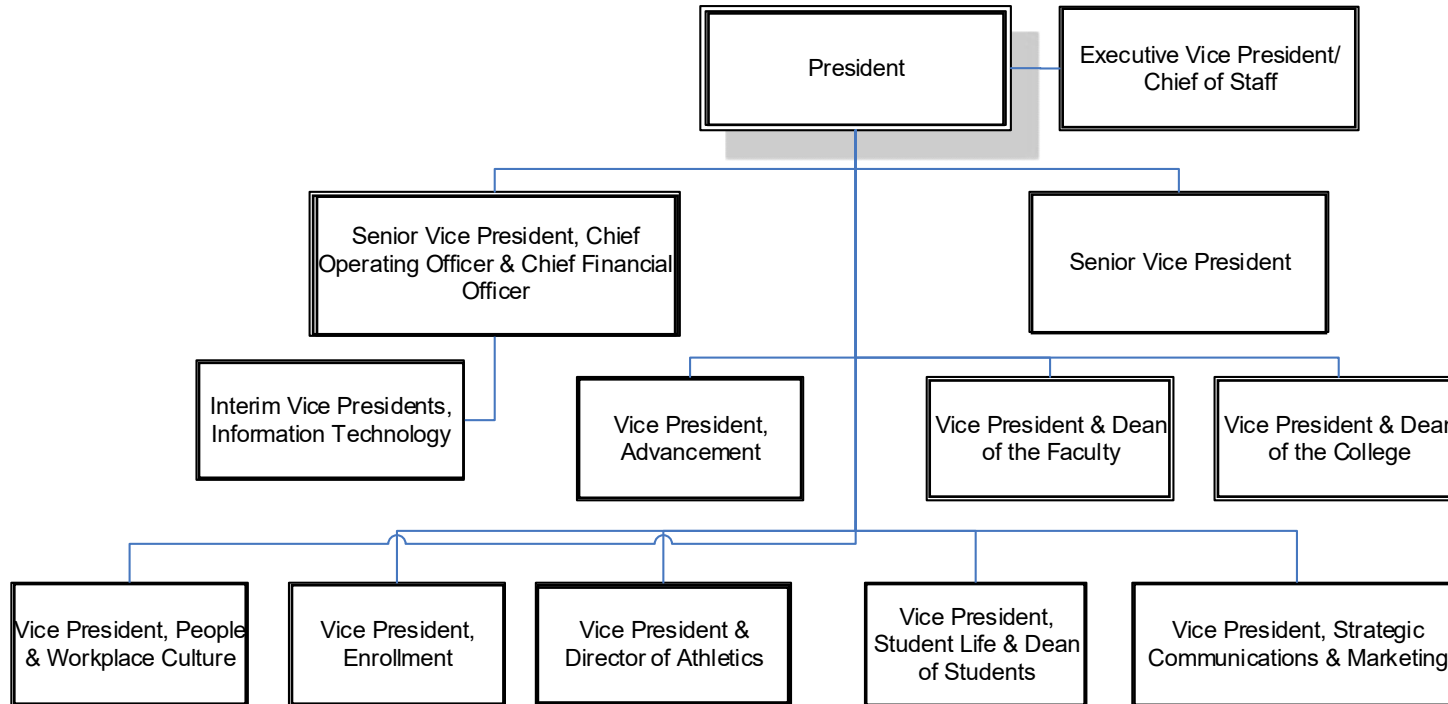 President
Executive Vice President/
Chief of Staff
Senior Vice President, Chief
Operating Officer & Chief Financial
Officer
Senior Vice President
Interim Vice Presidents,
Information Technology
Vice President,
Advancement
Vice President & Dean
of the Faculty
Vice President & Dean
of the College
Vice President, People
& Workplace Culture
Vice President,
Enrollment
Vice President &
Director of Athletics
Vice President,
Student Life & Dean
of Students
Vice President, Strategic
Communications & Marketing